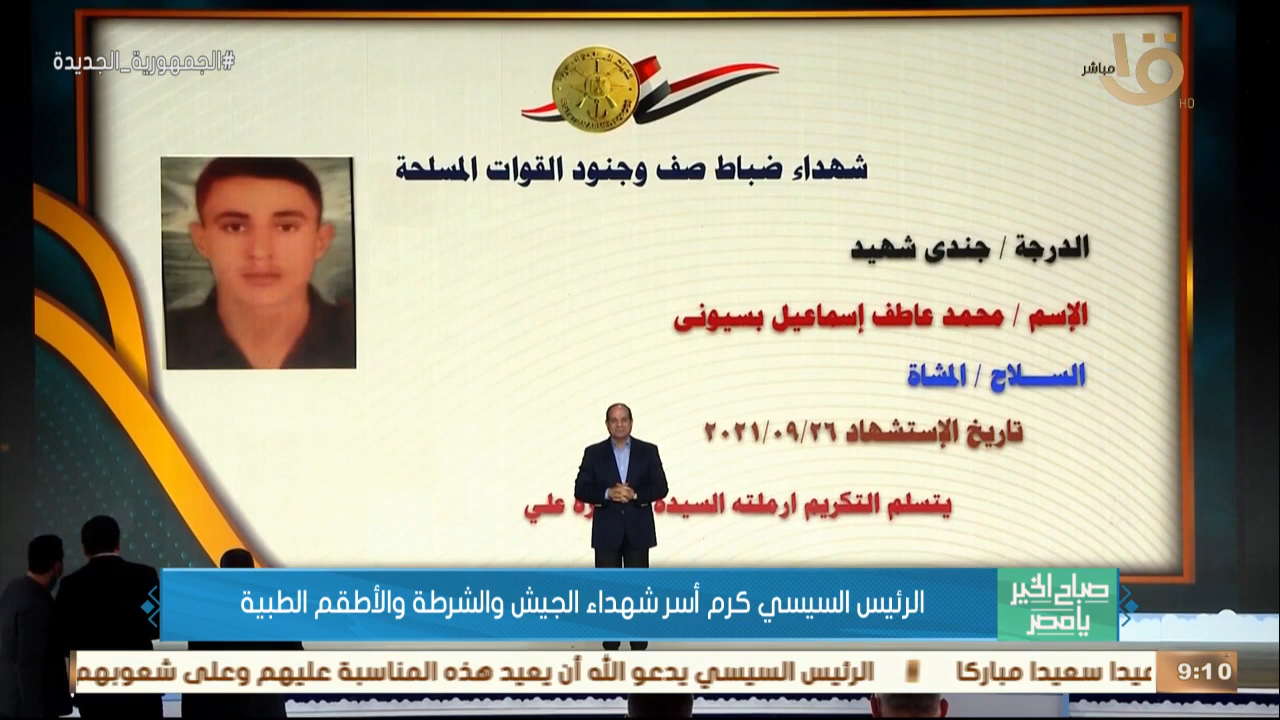 #الجمهورية_الجديدة
مباشر
HD
شهداء ضباط صف وجنود القوات المسلحة
الدرجة / جندى شهيد
الإسم / محمد عاطف إسماعيل بسيونى
الســـلاح / المشاة
تاريخ الإستشهاد ٢٠٢١/٠٩/٢٦
يتسلم التكريم ارملته السيدة علي
صباح الخير
يا مصر
الرئيس السيسي كرم أسر شهداء الجيش والشرطة والأطقم الطبية
9:10
عيدا سعيدا مباركا الرئيس السيسي يدعو الله أن يعيد هذه المناسبة عليهم وعلى شعوبهم